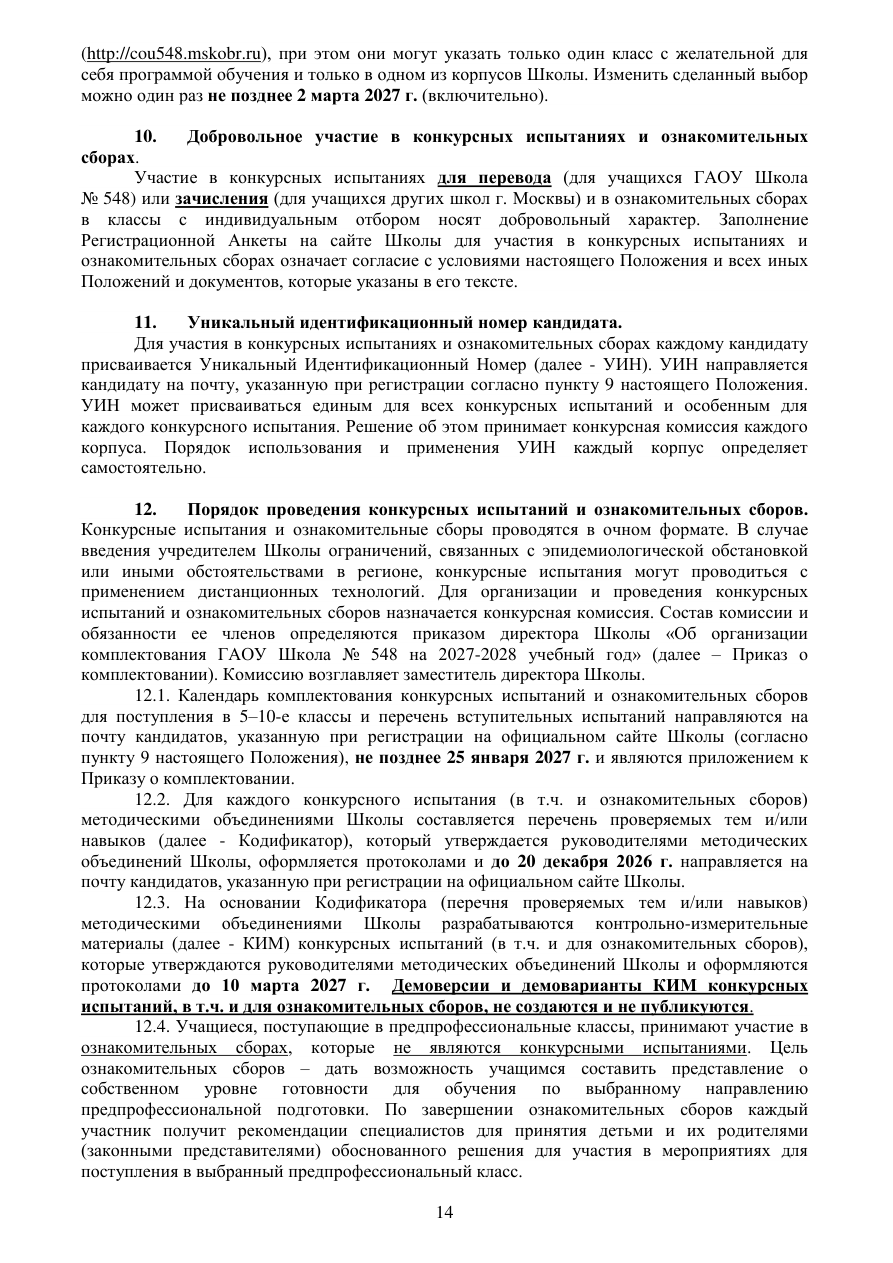 (http://cou548.mskobr.ru), при этом они могут указать только один класс с желательной для
себя программой обучения и только в одном из корпусов Школы. Изменить сделанный выбор
можно один раз не позднее 2 марта 2027 г. (включительно).
10. Добровольное участие в конкурсных испытаниях и ознакомительных
сборах.
Участие в конкурсных испытаниях для перевода (для учащихся ГАОУ Школа
№ 548) или зачисления (для учащихся других школ г. Москвы) и в ознакомительных сборах
в классы с индивидуальным отбором носят добровольный характер. Заполнение
Регистрационной Анкеты на сайте Школы для участия в конкурсных испытаниях и
ознакомительных сборах означает согласие с условиями настоящего Положения и всех иных
Положений и документов, которые указаны в его тексте.
11. Уникальный идентификационный номер кандидата.
Для участия в конкурсных испытаниях и ознакомительных сборах каждому кандидату
присваивается Уникальный Идентификационный Номер (далее - УИН). УИН направляется
кандидату на почту, указанную при регистрации согласно пункту 9 настоящего Положения.
УИН может присваиваться единым для всех конкурсных испытаний и особенным для
каждого конкурсного испытания. Решение об этом принимает конкурсная комиссия каждого
корпуса. Порядок использования и применения УИН каждый корпус определяет
самостоятельно.
12. Порядок проведения конкурсных испытаний и ознакомительных сборов.
Конкурсные испытания и ознакомительные сборы проводятся в очном формате. В случае
введения учредителем Школы ограничений, связанных с эпидемиологической обстановкой
или иными обстоятельствами в регионе, конкурсные испытания могут проводиться с
применением дистанционных технологий. Для организации и проведения конкурсных
испытаний и ознакомительных сборов назначается конкурсная комиссия. Состав комиссии и
обязанности ее членов определяются приказом директора Школы «Об организации
комплектования ГАОУ Школа № 548 на 2027-2028 учебный год» (далее – Приказ о
комплектовании). Комиссию возглавляет заместитель директора Школы.
12.1. Календарь комплектования конкурсных испытаний и ознакомительных сборов
для поступления в 5–10-е классы и перечень вступительных испытаний направляются на
почту кандидатов, указанную при регистрации на официальном сайте Школы (согласно
пункту 9 настоящего Положения), не позднее 25 января 2027 г. и являются приложением к
Приказу о комплектовании.
12.2. Для каждого конкурсного испытания (в т.ч. и ознакомительных сборов)
методическими объединениями Школы составляется перечень проверяемых тем и/или
навыков (далее - Кодификатор), который утверждается руководителями методических
объединений Школы, оформляется протоколами и до 20 декабря 2026 г. направляется на
почту кандидатов, указанную при регистрации на официальном сайте Школы.
12.3. На основании Кодификатора (перечня проверяемых тем и/или навыков)
методическими объединениями Школы разрабатываются контрольно-измерительные
материалы (далее - КИМ) конкурсных испытаний (в т.ч. и для ознакомительных сборов),
которые утверждаются руководителями методических объединений Школы и оформляются
протоколами до 10 марта 2027 г. Демоверсии и демоварианты КИМ конкурсных
испытаний, в т.ч. и для ознакомительных сборов, не создаются и не публикуются.
12.4. Учащиеся, поступающие в предпрофессиональные классы, принимают участие в
ознакомительных сборах, которые не являются конкурсными испытаниями. Цель
ознакомительных сборов – дать возможность учащимся составить представление о
собственном уровне готовности для обучения по выбранному направлению
предпрофессиональной подготовки. По завершении ознакомительных сборов каждый
участник получит рекомендации специалистов для принятия детьми и их родителями
(законными представителями) обоснованного решения для участия в мероприятиях для
поступления в выбранный предпрофессиональный класс.
14